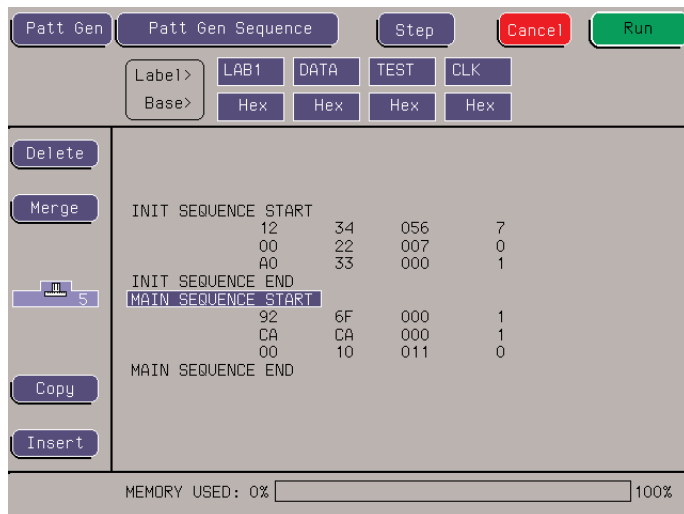 Patt Gen Patt Gen Sequence Step Cancel Run
Label> LAB1 DATA TEST CLK
Base> Hex Hex Hex Hex
Delete
Merge
INIT SEQUENCE START
12 34 056 7
00 22 007 0
A0 33 000 1
INIT SEQUENCE END
5 MAIN SEQUENCE START
92 6F 000 1
CA CA 000 1
00 10 011 0
MAIN SEQUENCE END
Copy
Insert
MEMORY USED: 0% 100%